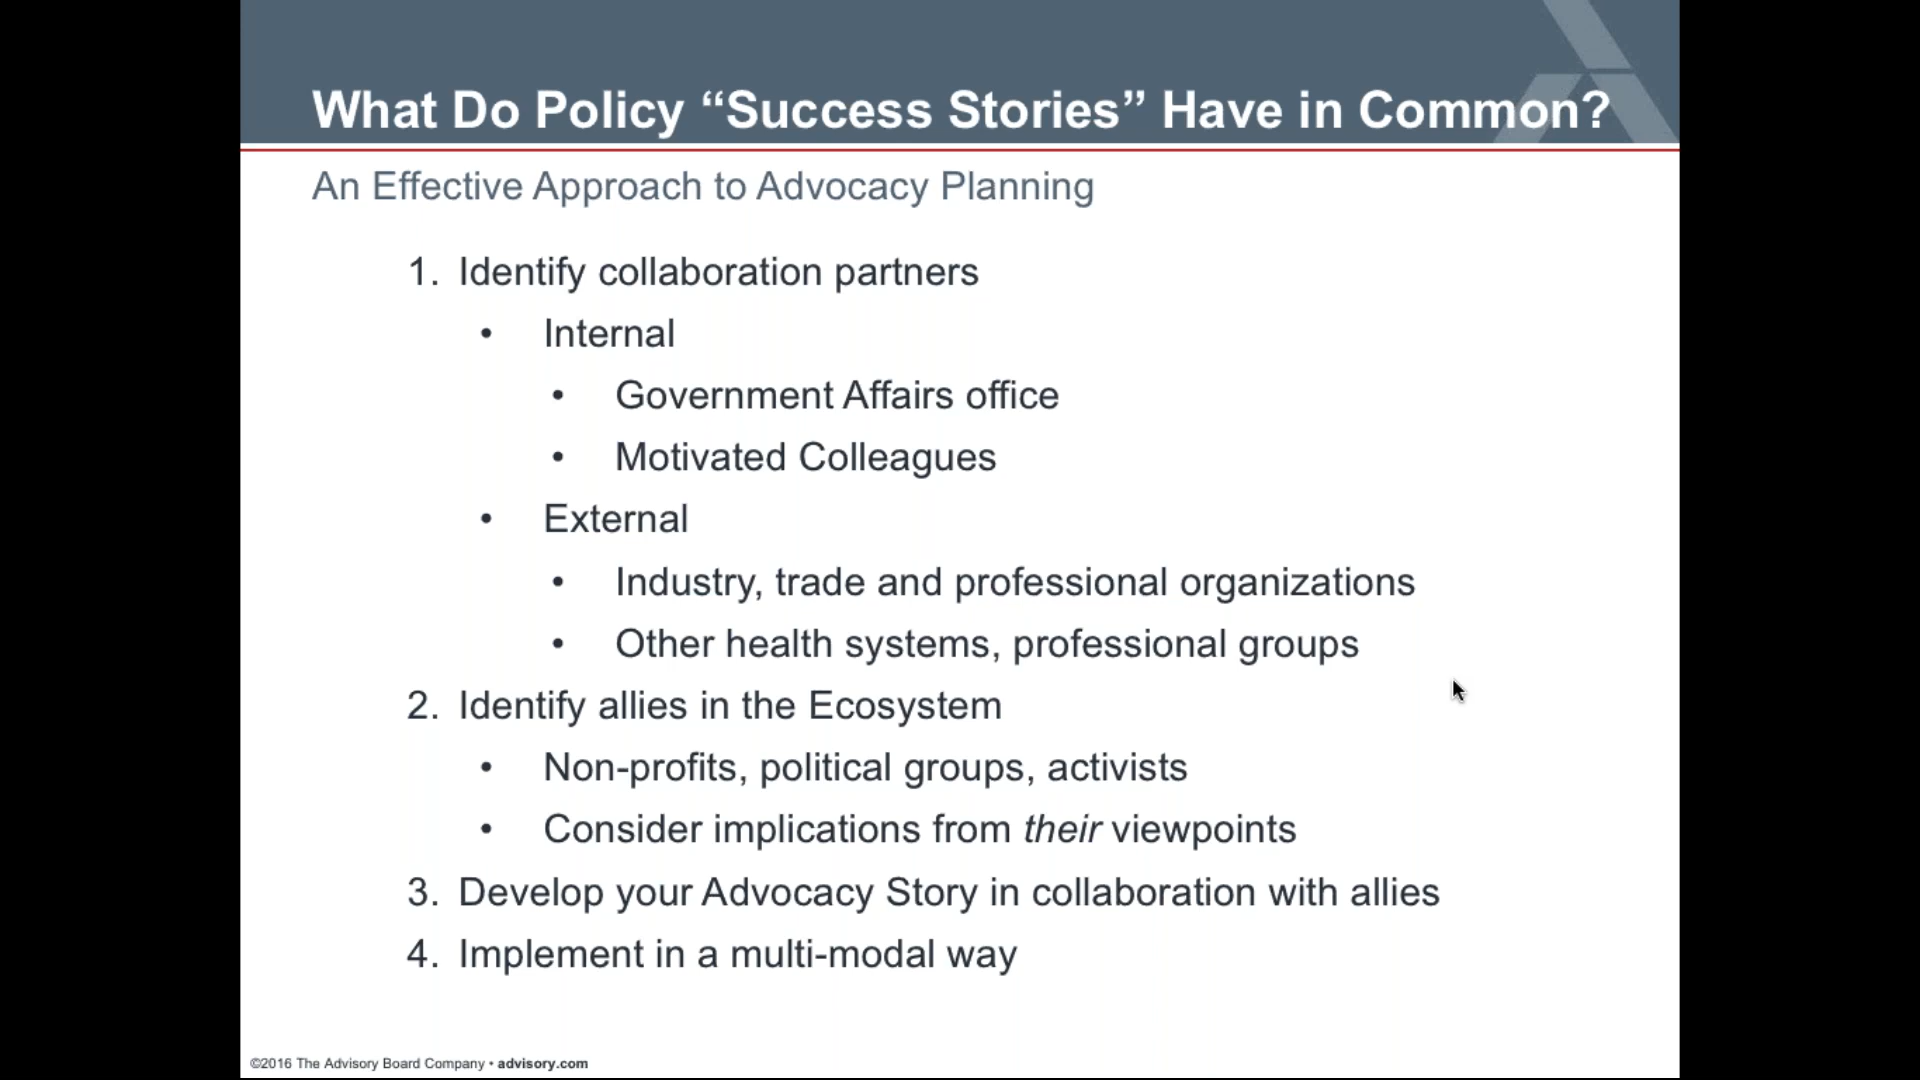 What Do Policy “Success Stories” Have in Common?
An Effective Approach to Advocacy Planning
1. Identify collaboration partners
• Internal
• Government Affairs office
• Motivated Colleagues
• External
• Industry, trade and professional organizations
• Other health systems, professional groups
2. Identify allies in the Ecosystem
• Non-profits, political groups, activists
• Consider implications from their viewpoints
3. Develop your Advocacy Story in collaboration with allies
4. Implement in a multi-modal way
©2016 The Advisory Board Company • advisory.com